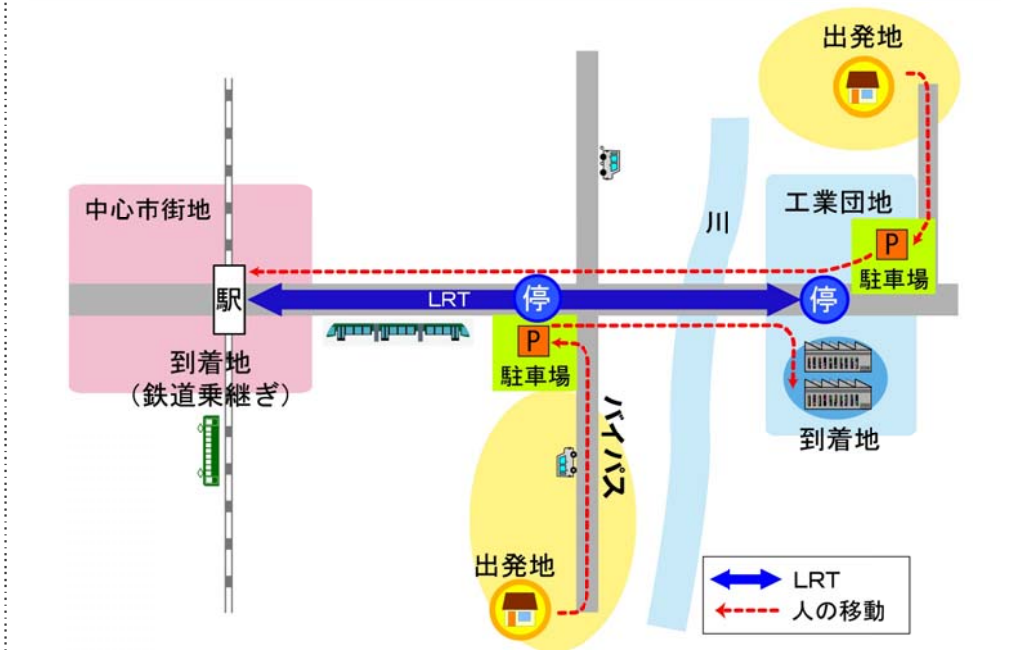 出発地
中心市街地
工業団地
川
P
駐車場
駅
LRT
停
停
P
駐車場
到着地
(鉄道乗継ぎ)
バイパス
到着地
出発地
LRT
人の移動